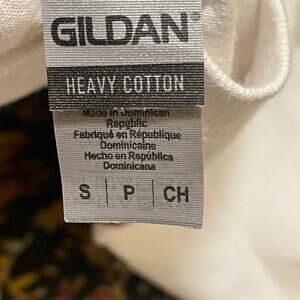 GILDAN®
HEAVY COTTON
Made in Dominican
Republic
Fabriqué en République
Dominicaine
Hecho en República
Dominicana
S | P | CH